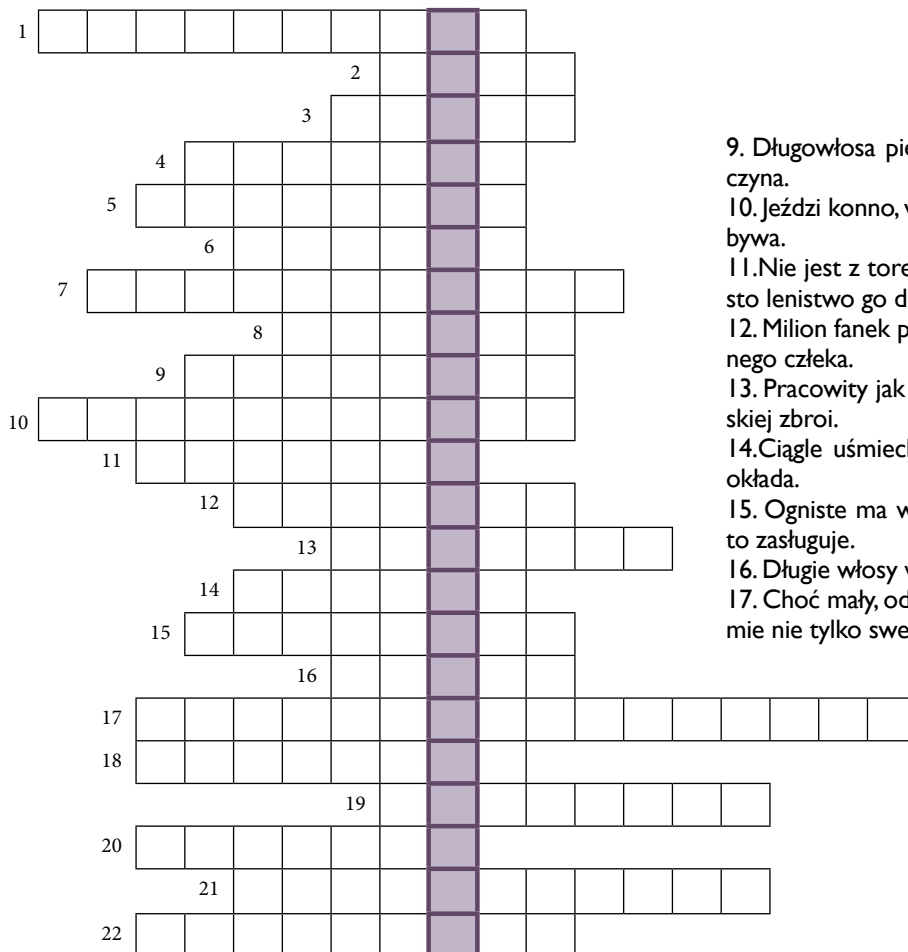 1
2
3
4
5
6
7
8
9
10
11
12
13
14
15
16
17
18
19
20
21
22
9. Długowłosa pię
czyna.
10. Jeździ konno, w
bywa.
11.Nie jest z tore
sto lenistwo go d
12. Milion fanek p
nego człeka.
13. Pracowity jak
skiej zbroi.
14.Ciągle uśmiech
okłada.
15. Ogniste ma w
to zasługuje.
16. Długie włosy w
17. Choć mały, od
mie nie tylko swe